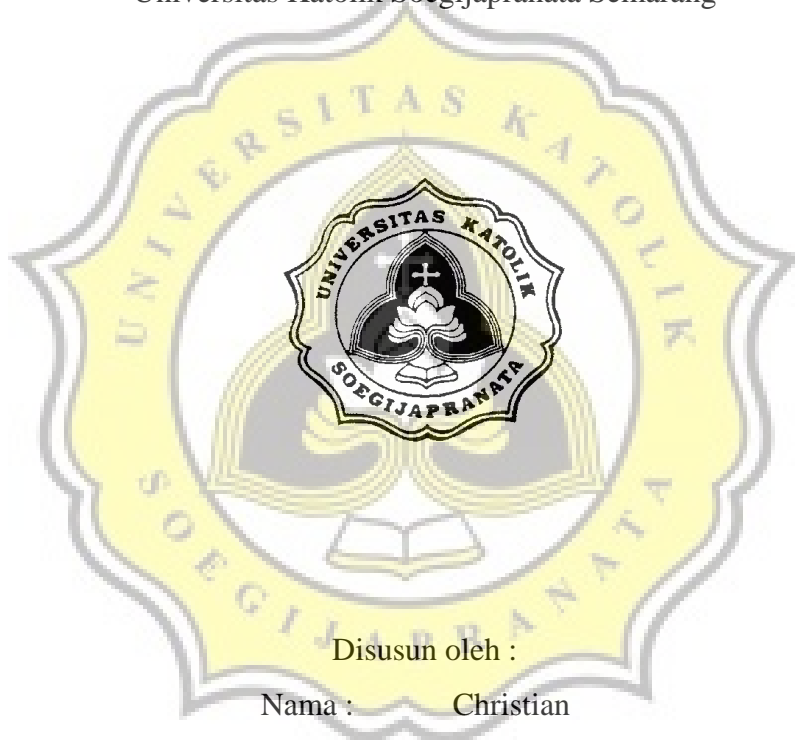 Universitas Katolik Soegijapranata Semarang
UNIVERSITAS KATOLIK
SOEGIJAPRANATA
UNIVERSITAS KATOLIK
SOEGIJAPRANATA
Disusun oleh :
Nama : Christian